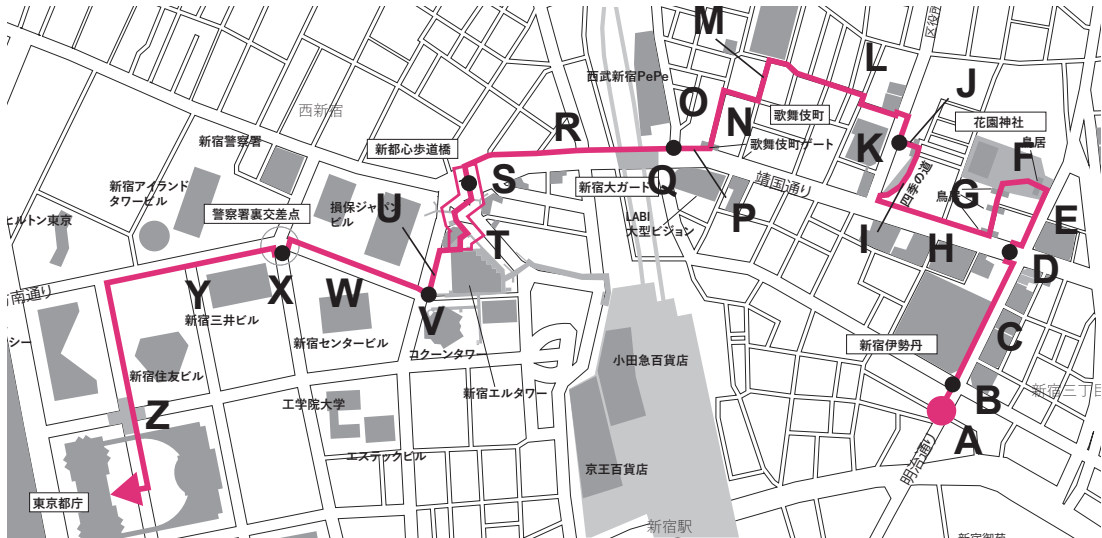 M
区役所
L
J
西武新宿PePe
O
N
歌舞伎町
花園神社
西新宿
R
新宿警察署
新都心歩道橋
K
歌舞伎町ゲート
鳥居
F
S
新宿大ガード
Q
靖国通り
四季の道
鳥居
G
E
新宿アイランド
タワービル
警察署裏交差点
損保ジャパン
ビル
U
T
LABI
大型ビジョン
P
I
H
D
ヒルトン東京
Y
X
W
V
C
新宿三井ビル
新宿センタービル
コクーンタワー
小田急百貨店
新宿伊勢丹
新宿住友ビル
新宿エルタワー
B
新宿三丁目
Z
工学院大学
A
明治通り
エステックビル
京王百貨店
東京都庁
新宿駅